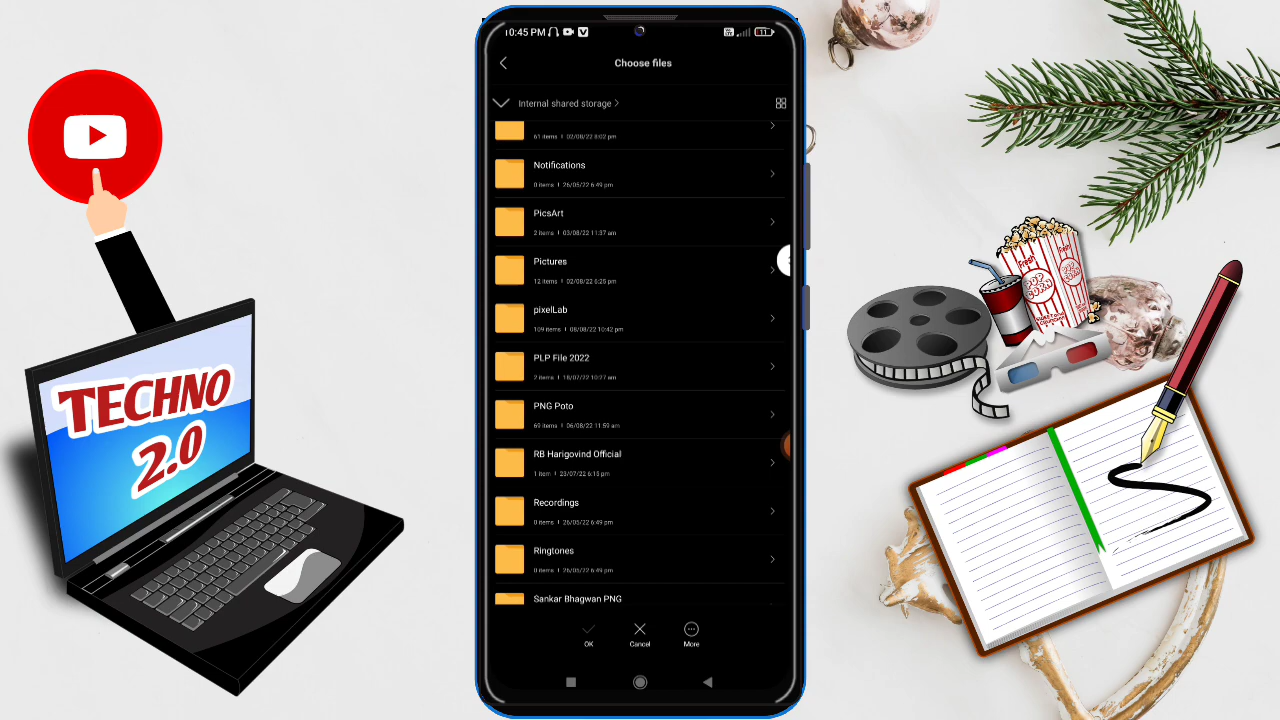 10:45 PM
11
Choose files
Internal shared storage
61 items | 02/08/22 8:02 pm
Notifications
0 items | 26/05/22 6:49 pm
PicsArt
2 items | 03/08/22 11:37 am
Pictures
12 items | 02/08/22 6:25 pm
pixelLab
109 items | 08/08/22 10:42 pm
PLP File 2022
2 items | 18/07/22 10:27 am
PNG Poto
69 items | 06/08/22 11:59 am
RB Harigovind Official
1 item | 23/07/22 6:15 pm
Recordings
0 items | 26/05/22 6:49 pm
Ringtones
0 items | 26/05/22 6:49 pm
Sankar Bhagwan PNG
OK
Cancel
More
TECHNO
2.0
Fresh
Fresh